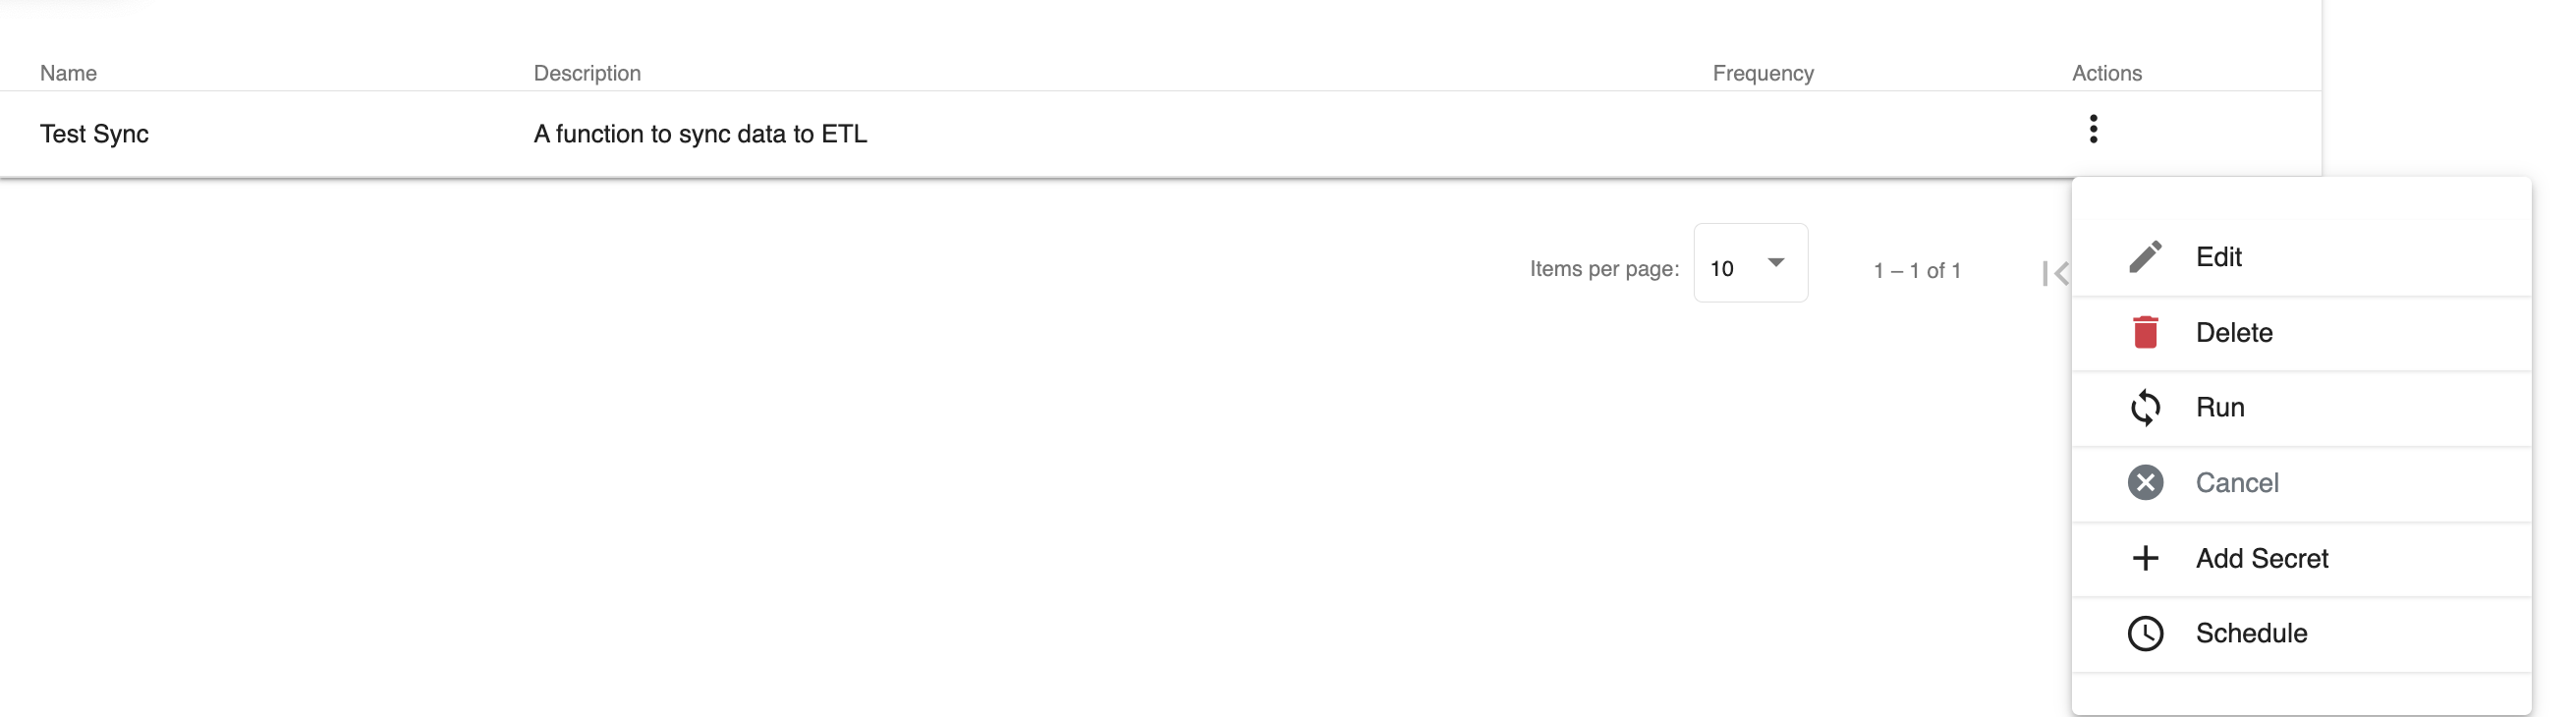 Name Description Frequency Actions
Test Sync A function to sync data to ETL
Items per page: 10 1 – 1 of 1
Edit
Delete
Run
Cancel
Add Secret
Schedule